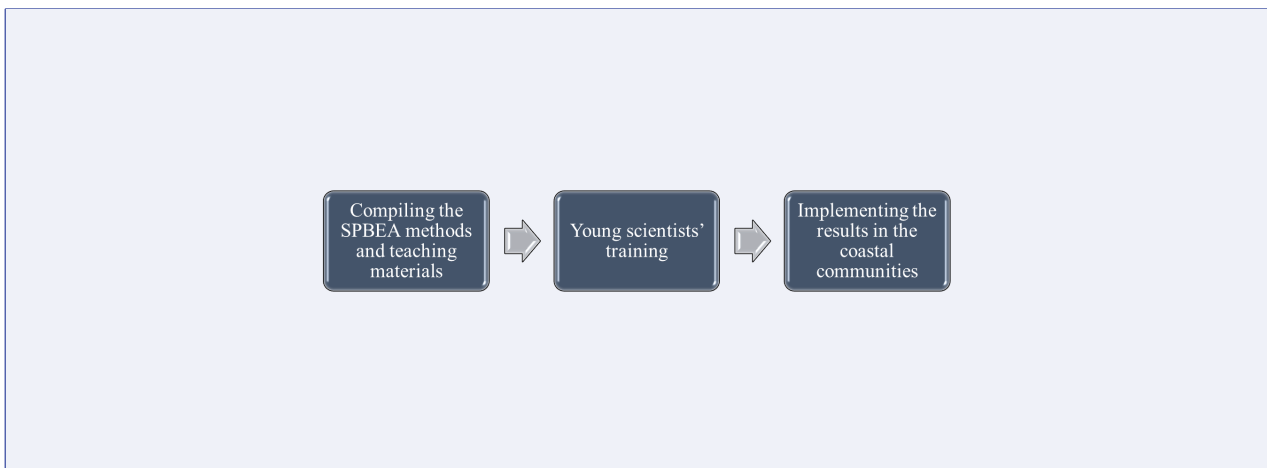 Compiling the
SPBEA methods
and teaching
materials
Young scientists’
training
Implementing the
results in the
coastal
communities